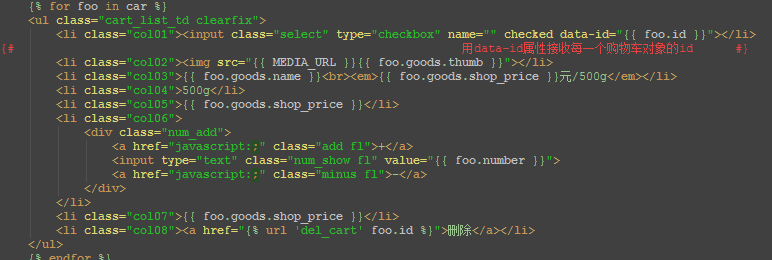 {% for foo in car %}
<ul class="cart_list_td clearfix">
<li class="col01"><input class="select" type="checkbox" name="" checked data-id="{{ foo.id }}"></li>
{# 用data-id属性接收每一个购物车对象的id #}
<li class="col02"><img src="{{ MEDIA_URL }}{{ foo.goods.thumb }}"></li>
<li class="col03">{{ foo.goods.name }}<br><em>{{ foo.goods.shop_price }}元/500g</em></li>
<li class="col04">500g</li>
<li class="col05">{{ foo.goods.shop_price }}</li>
<li class="col06">
<div class="num_add">
<a href="javascript:;" class="add fl">+</a>
<input type="text" class="num_show fl" value="{{ foo.number }}">
<a href="javascript:;" class="minus fl">-</a>
</div>
</li>
<li class="col07">{{ foo.goods.shop_price }}</li>
<li class="col08"><a href="{% url 'del_cart' foo.id %}">删除</a></li>
</ul>
{% endfor %}